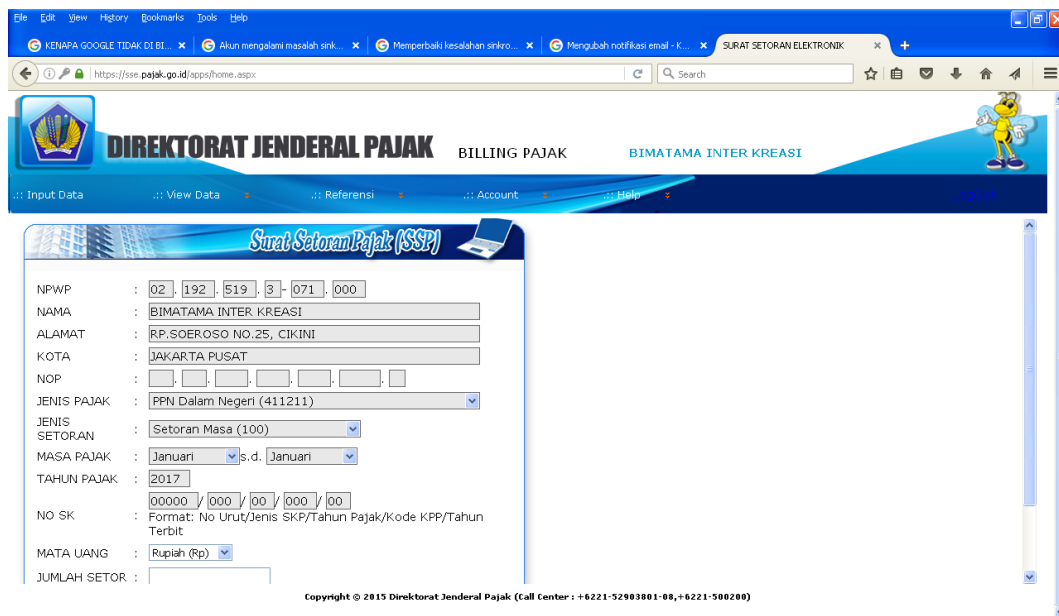 File Edit View History Bookmarks Tools Help
KENAPA GOOGLE TIDAK DI BI... Akun mengalami masalah sink... Memperbaiki kesalahan sinkro... Mengubah notifikasi email - K... SURAT SETORAN ELEKTRONIK
https://sse.pajak.go.id/apps/home.aspx Search
DIREKTORAT JENDERAL PAJAK BILLING PAJAK BIMATAMA INTER KREASI
.:: Input Data .:: View Data .:: Referensi .:: Account .:: Help Logout
Surat Setoran Pajak (SSP)
NPWP : 02 . 192 . 519 . 3 - 071 . 000
NAMA : BIMATAMA INTER KREASI
ALAMAT : RP.SOEROSO NO.25, CIKINI
KOTA : JAKARTA PUSAT
NOP : . . . . . .
JENIS PAJAK : PPN Dalam Negeri (411211)
JENIS SETORAN : Setoran Masa (100)
MASA PAJAK : Januari s.d. Januari
TAHUN PAJAK : 2017
NO SK : 00000 / 000 / 00 / 000 / 00
Format: No Urut/Jenis SKP/Tahun Pajak/Kode KPP/Tahun
Terbit
MATA UANG : Rupiah (Rp)
JUMLAH SETOR :
Copyright © 2015 Direktorat Jenderal Pajak (Call Center : +6221-52903801-08,+6221-500200)